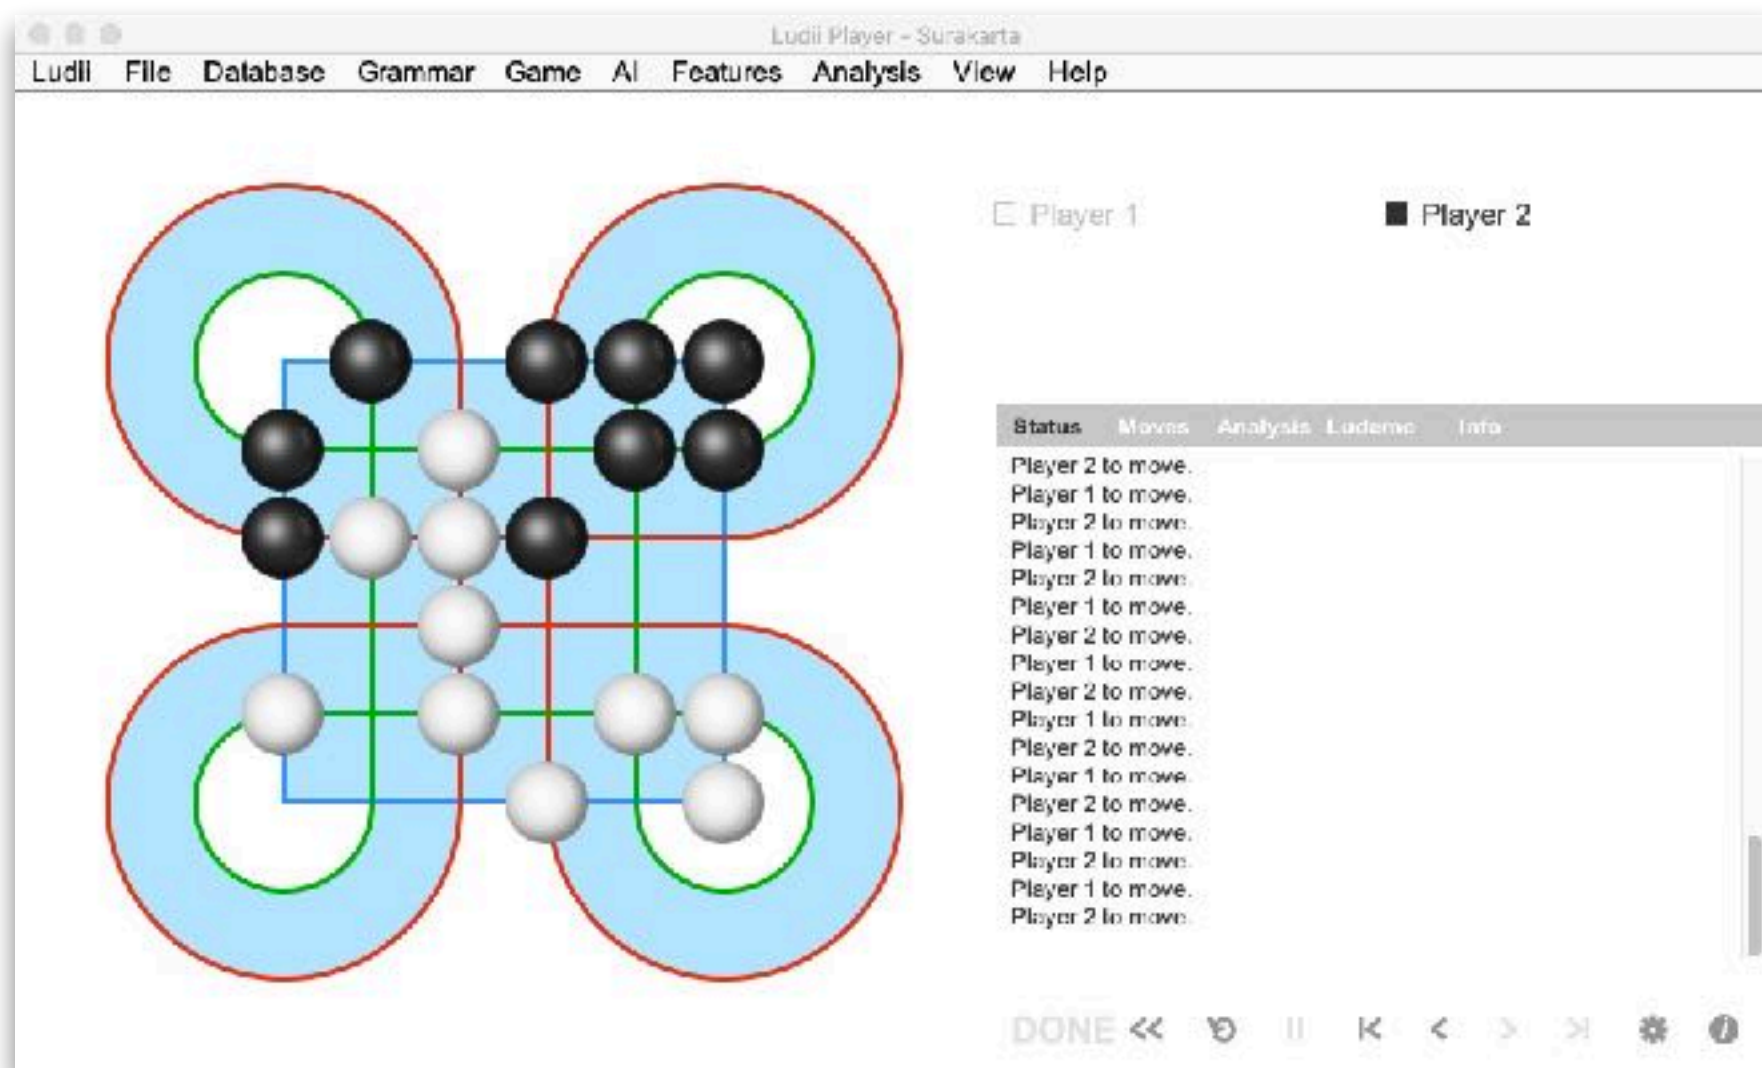 Ludii Player - Surakarta
Ludii File Database Grammar Game AI Features Analysis View Help
Player 1 Player 2
Status Moves Analysis Ludeme Info
Player 2 to move.
Player 1 to move.
Player 2 to move.
Player 1 to move.
Player 2 to move.
Player 1 to move.
Player 2 to move.
Player 1 to move.
Player 2 to move.
Player 1 to move.
Player 2 to move.
Player 1 to move.
Player 2 to move.
Player 1 to move.
Player 2 to move.
Player 1 to move.
Player 2 to move.
DONE